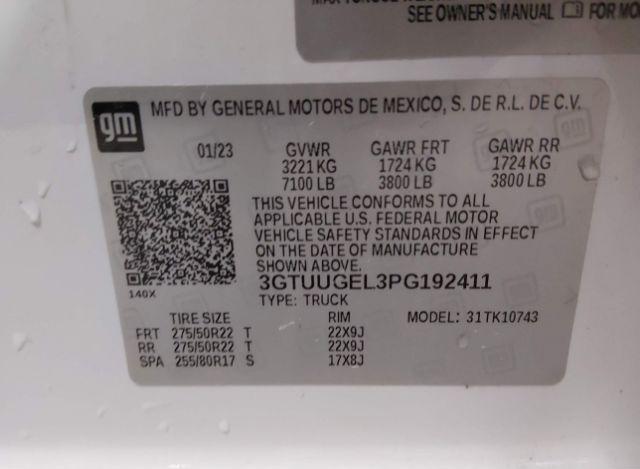 SEE OWNER'S MANUAL FOR MO
gm
MFD BY GENERAL MOTORS DE MEXICO, S. DE R.L. DE C.V.
01/23 GVWR GAWR FRT GAWR RR
3221 KG 1724 KG 1724 KG
7100 LB 3800 LB 3800 LB
THIS VEHICLE CONFORMS TO ALL
APPLICABLE U.S. FEDERAL MOTOR
VEHICLE SAFETY STANDARDS IN EFFECT
ON THE DATE OF MANUFACTURE
SHOWN ABOVE.
140X
3GTUUGEL3PG192411
TYPE: TRUCK
TIRE SIZE RIM MODEL: 31TK10743
FRT 275/50R22 T 22X9J
RR 275/50R22 T 22X9J
SPA 255/80R17 S 17X8J